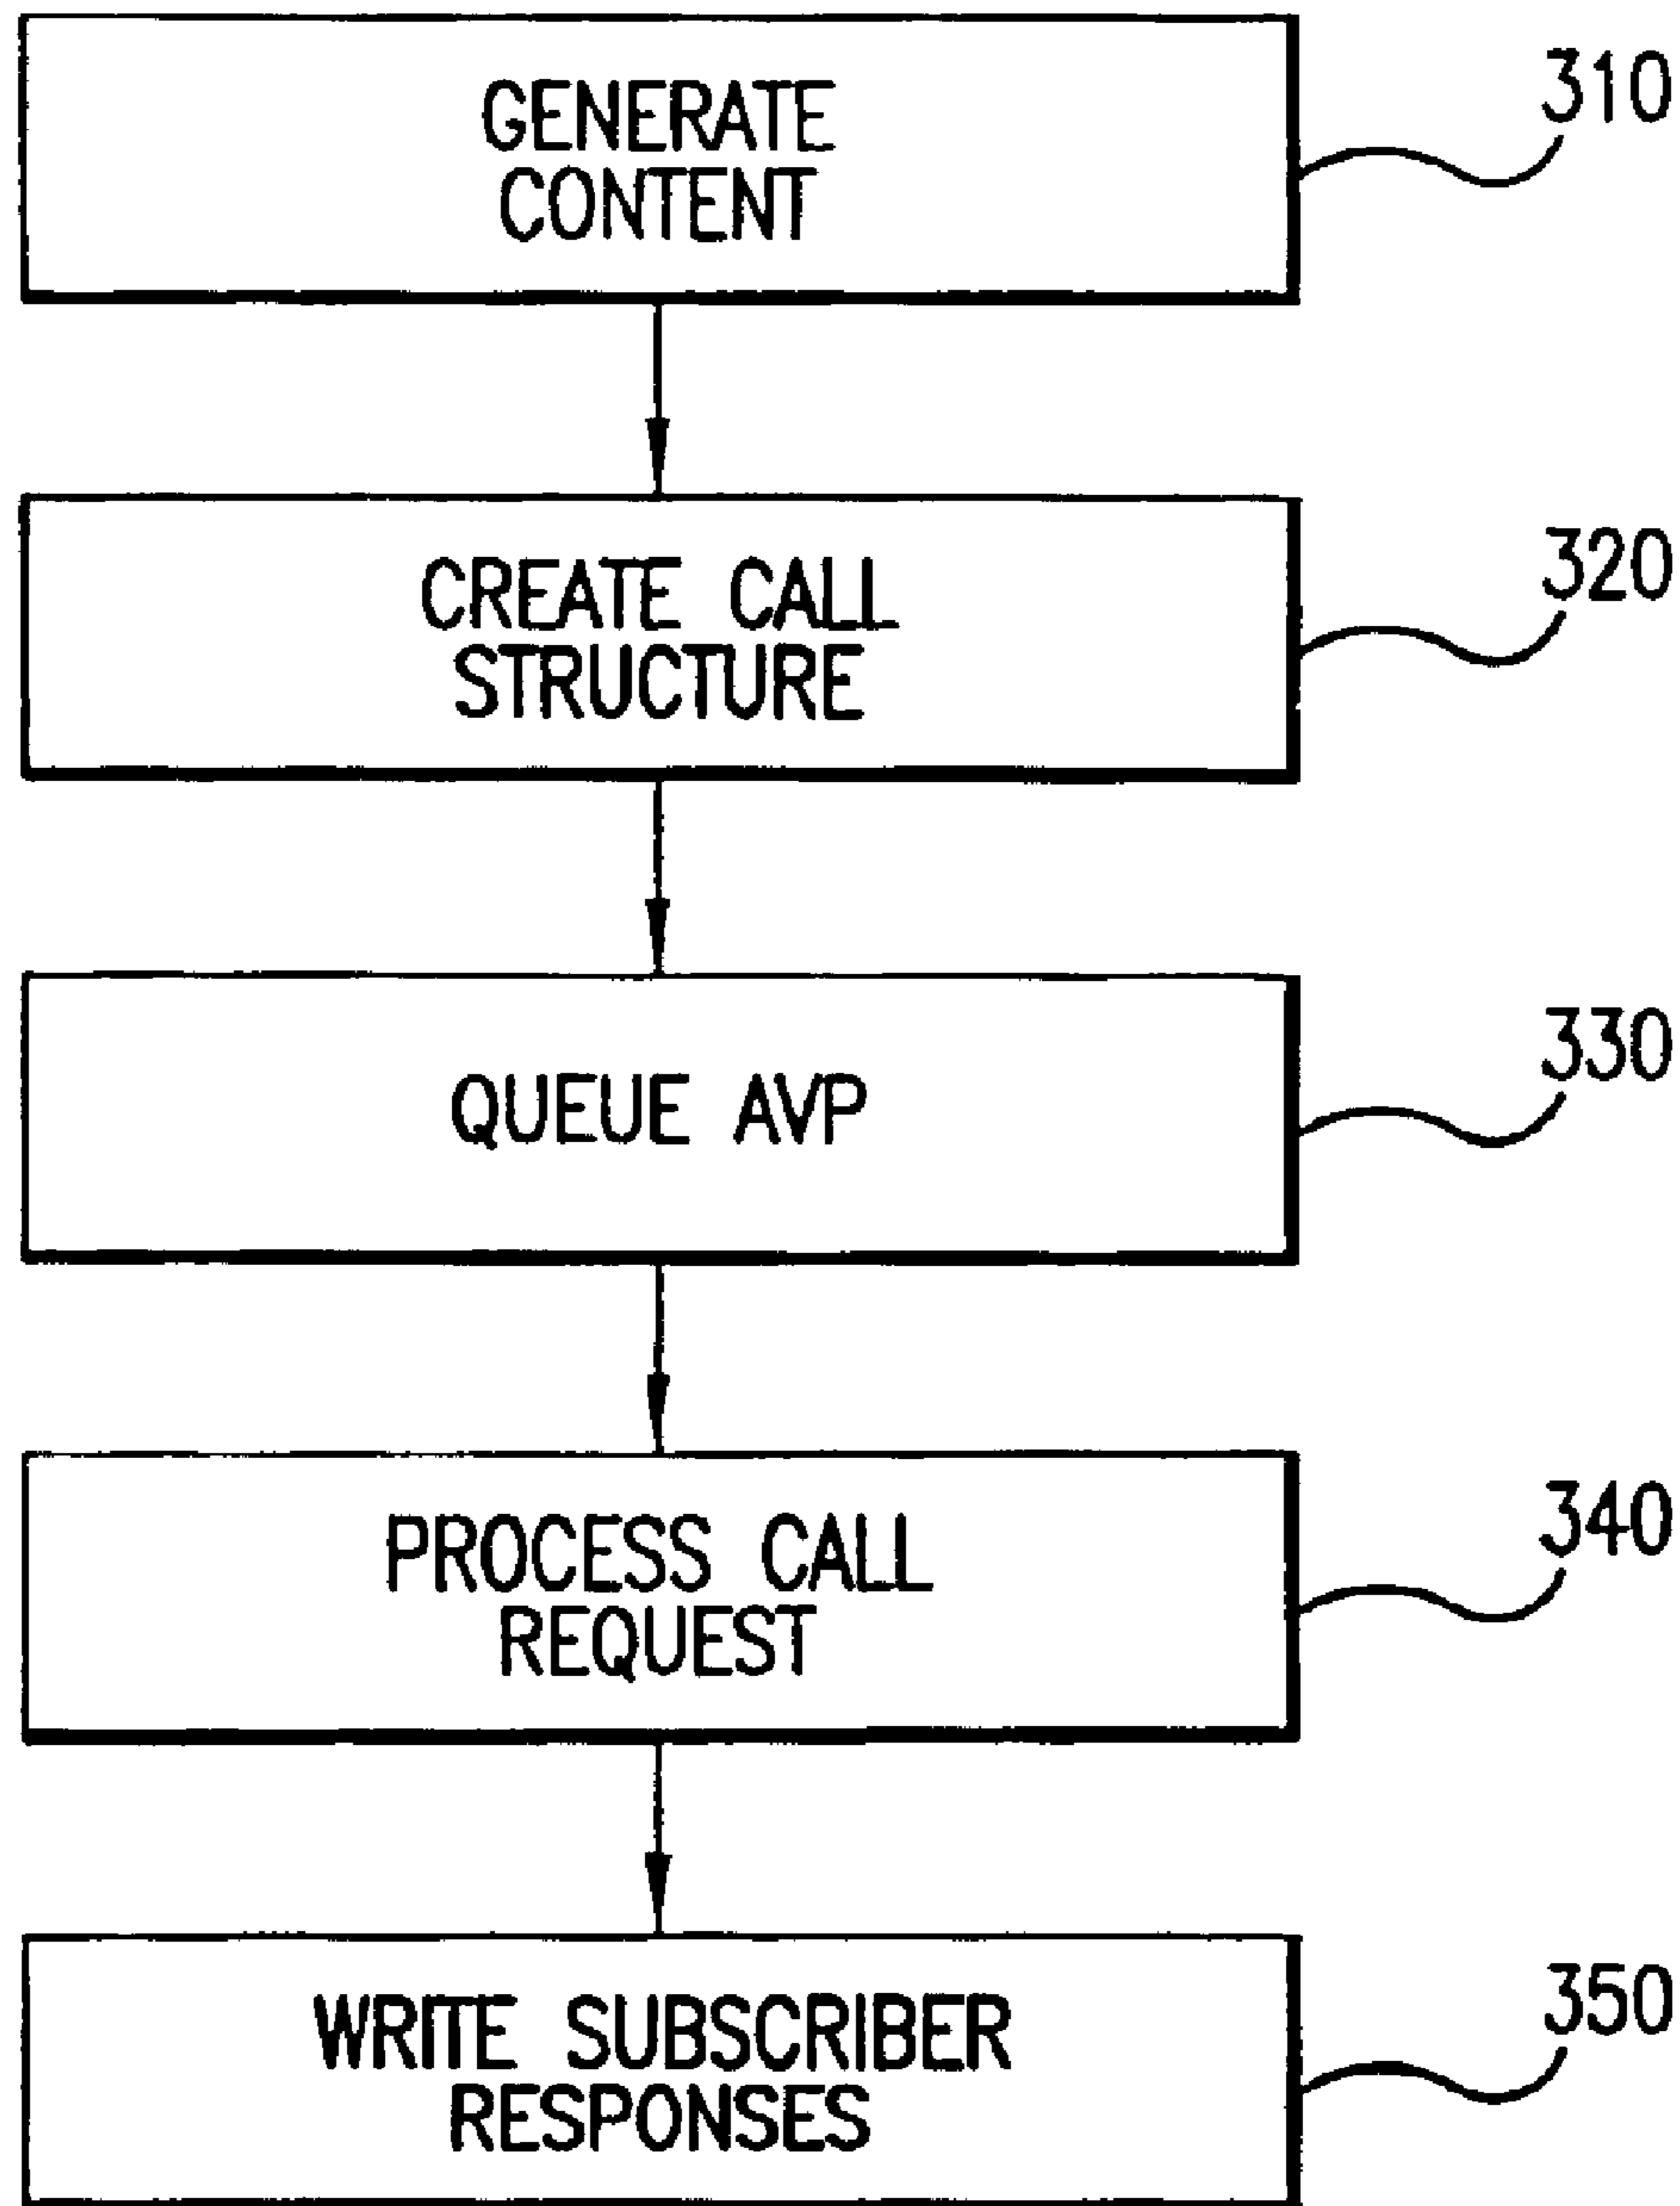 GENERATE
CONTENT
310
CREATE CALL
STRUCTURE
320
QUEUE AVP
330
PROCESS CALL
REQUEST
340
WRITE SUBSCRIBER
RESPONSES
350